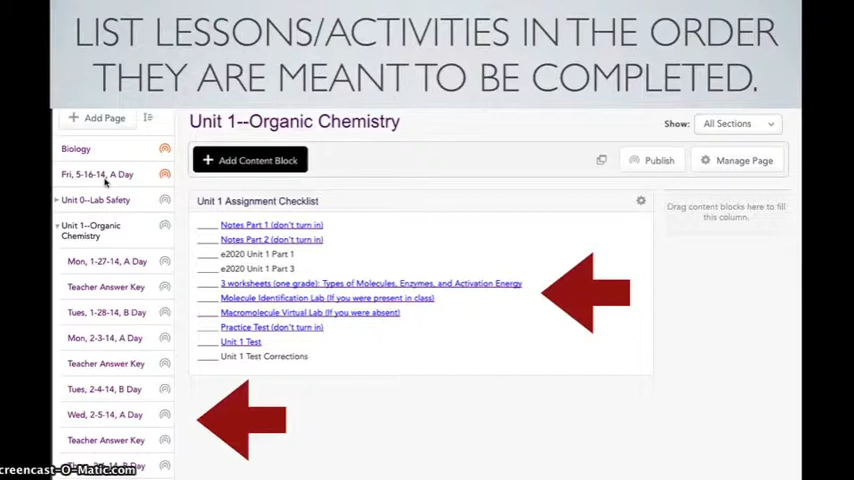 LIST LESSONS/ACTIVITIES IN THE ORDER
THEY ARE MEANT TO BE COMPLETED.
Add Page
Biology
Fri, 5-16-14, A Day
Unit 0--Lab Safety
Unit 1--Organic
Chemistry
Mon, 1-27-14, A Day
Teacher Answer Key
Tues, 1-28-14, B Day
Mon, 2-3-14, A Day
Teacher Answer Key
Tues, 2-4-14, B Day
Wed, 2-5-14, A Day
Teacher Answer Key
Unit 1--Organic Chemistry
Show: All Sections
Add Content Block
Publish
Manage Page
Unit 1 Assignment Checklist
_____ Notes Part 1 (don't turn in)
_____ Notes Part 2 (don't turn in)
_____ e2020 Unit 1 Part 1
_____ e2020 Unit 1 Part 3
_____ 3 worksheets (one grade): Types of Molecules, Enzymes, and Activation Energy
_____ Molecule Identification Lab (If you were present in class)
_____ Macromolecule Virtual Lab (If you were absent)
_____ Practice Test (don't turn in)
_____ Unit 1 Test
_____ Unit 1 Test Corrections
Drag content blocks here to fill
this column.
creencast-O-Matic.com